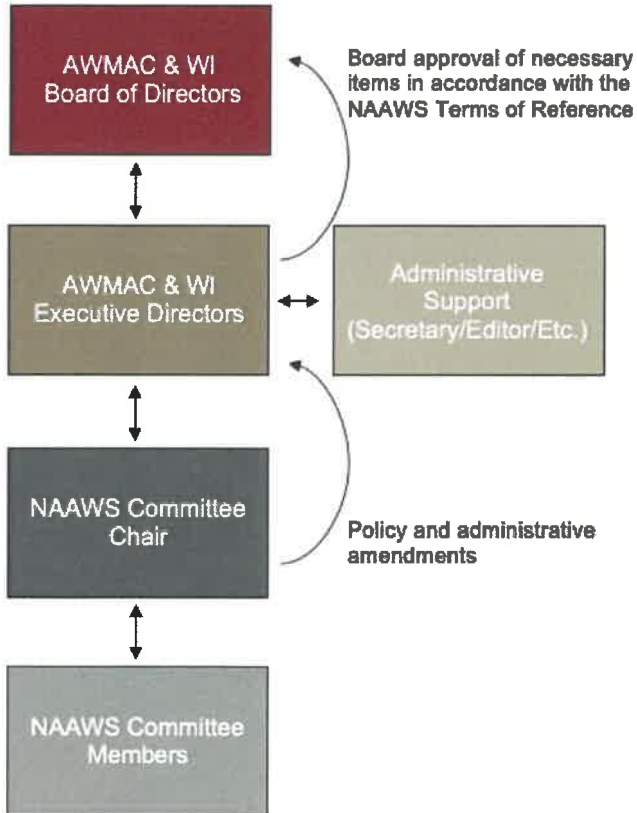 AWMAC & WI
Board of Directors
Board approval of necessary
items in accordance with the
NAAWS Terms of Reference
AWMAC & WI
Executive Directors
Administrative
Support
(Secretary/Editor/Etc.)
NAAWS Committee
Chair
Policy and administrative
amendments
NAAWS Committee
Members